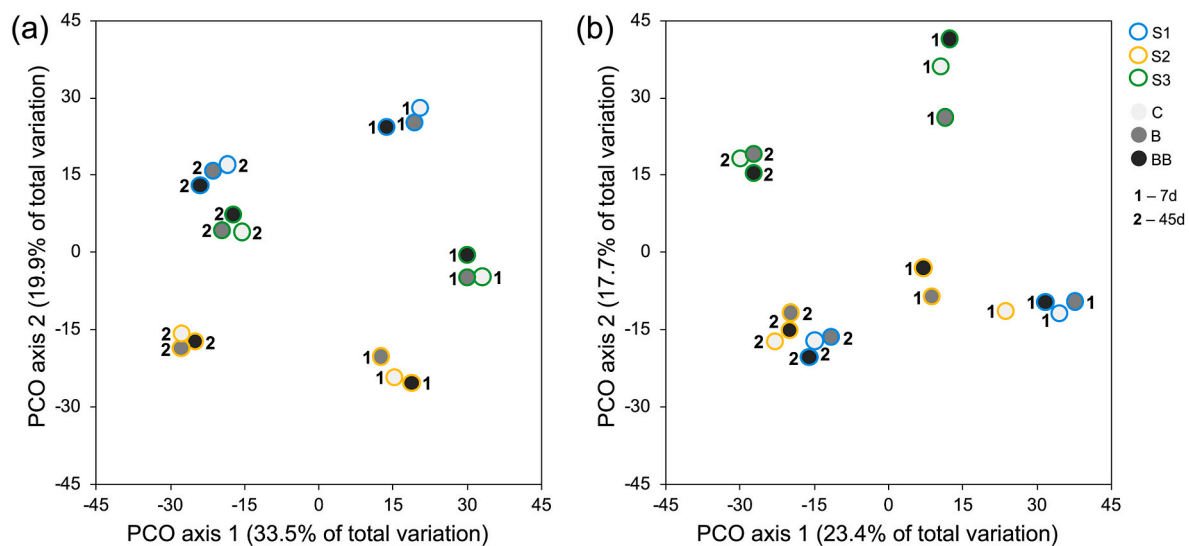 (a)
PCO axis 2 (19.9% of total variation)
45
30
15
0
-15
-30
-45
-45 -30 -15 0 15 30 45
PCO axis 1 (33.5% of total variation)
1
1 1
2 2
2
2
2 2
1
1 1
2
2
2
1
1 1
(b)
PCO axis 2 (17.7% of total variation)
45
30
15
0
-15
-30
-45
-45 -30 -15 0 15 30 45
PCO axis 1 (23.4% of total variation)
1
1
1
2 2
2
1
1
1
1 1
1
2
2
2
2
2
2
S1
S2
S3
C
B
BB
1 – 7d
2 – 45d